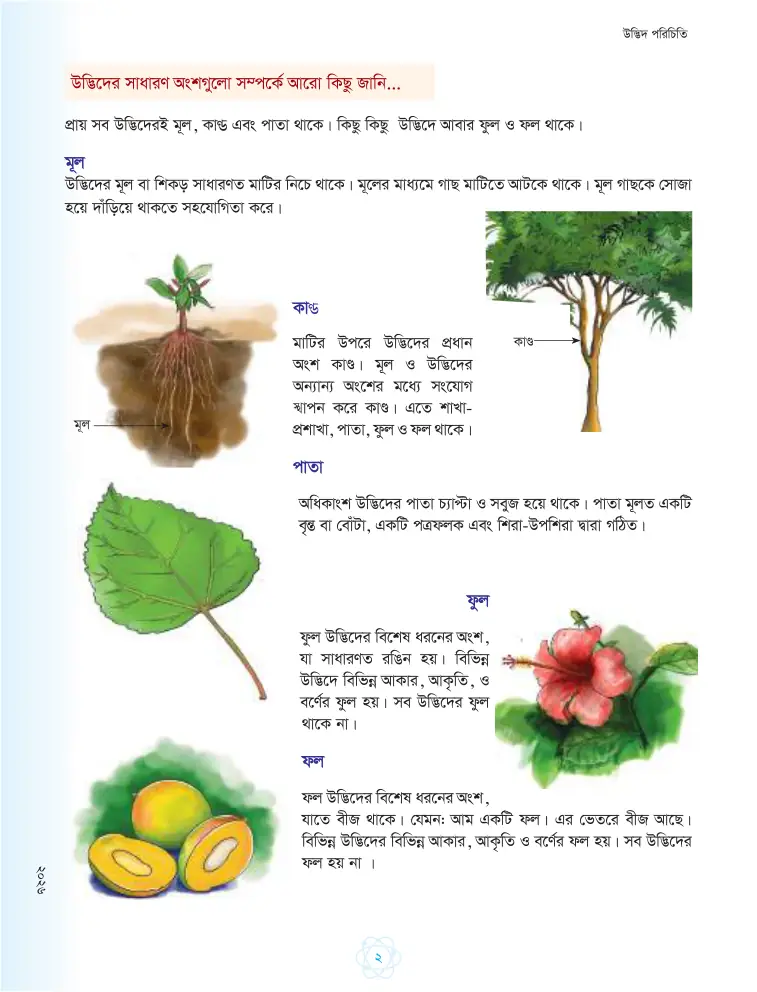 উদ্ভিদ পরিচিতি
উদ্ভিদের সাধারণ অংশগুলো সম্পর্কে আরো কিছু জানি...
প্রায় সব উদ্ভিদেরই মূল, কাণ্ড এবং পাতা থাকে। কিছু কিছু উদ্ভিদে আবার ফুল ও ফল থাকে।
মূল
উদ্ভিদের মূল বা শিকড় সাধারণত মাটির নিচে থাকে। মূলের মাধ্যমে গাছ মাটিতে আটকে থাকে। মূল গাছকে সোজা
হয়ে দাঁড়িয়ে থাকতে সহযোগিতা করে।
কাণ্ড
মাটির উপরে উদ্ভিদের প্রধান
অংশ কাণ্ড। মূল ও উদ্ভিদের
অন্যান্য অংশের মধ্যে সংযোগ
স্থাপন করে কাণ্ড। এতে শাখা-
প্রশাখা, পাতা, ফুল ও ফল থাকে।
কাণ্ড
মূল
পাতা
অধিকাংশ উদ্ভিদের পাতা চ্যাপ্টা ও সবুজ হয়ে থাকে। পাতা মূলত একটি
বৃন্ত বা বোঁটা, একটি পত্রফলক এবং শিরা-উপশিরা দ্বারা গঠিত।
ফুল
ফুল উদ্ভিদের বিশেষ ধরনের অংশ,
যা সাধারণত রঙিন হয়। বিভিন্ন
উদ্ভিদে বিভিন্ন আকার, আকৃতি, ও
বর্ণের ফুল হয়। সব উদ্ভিদের ফুল
থাকে না।
ফল
ফল উদ্ভিদের বিশেষ ধরনের অংশ,
যাতে বীজ থাকে। যেমন: আম একটি ফল। এর ভেতরে বীজ আছে।
বিভিন্ন উদ্ভিদের বিভিন্ন আকার, আকৃতি ও বর্ণের ফল হয়। সব উদ্ভিদের
ফল হয় না ।
২০২৫
২